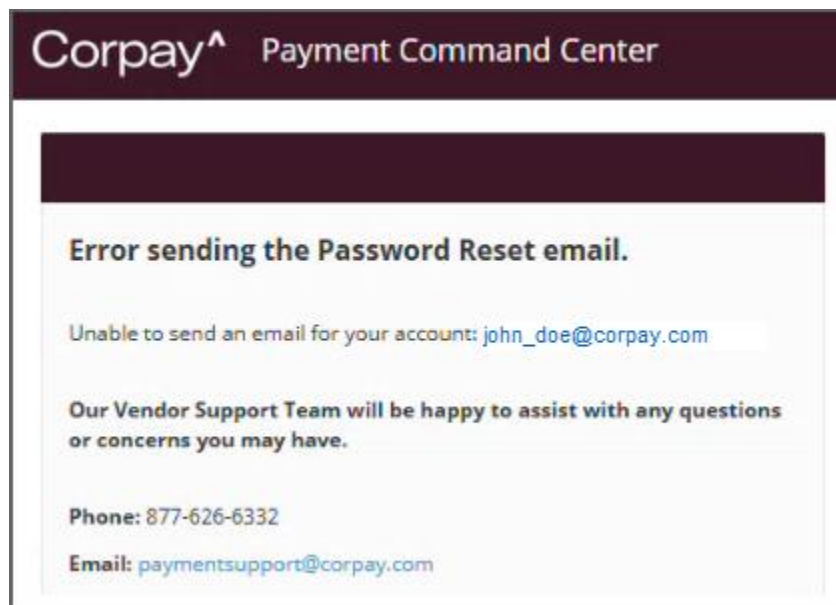 Corpay^ Payment Command Center
Error sending the Password Reset email.
Unable to send an email for your account: john_doe@corpay.com
Our Vendor Support Team will be happy to assist with any questions
or concerns you may have.
Phone: 877-626-6332
Email: paymentsupport@corpay.com